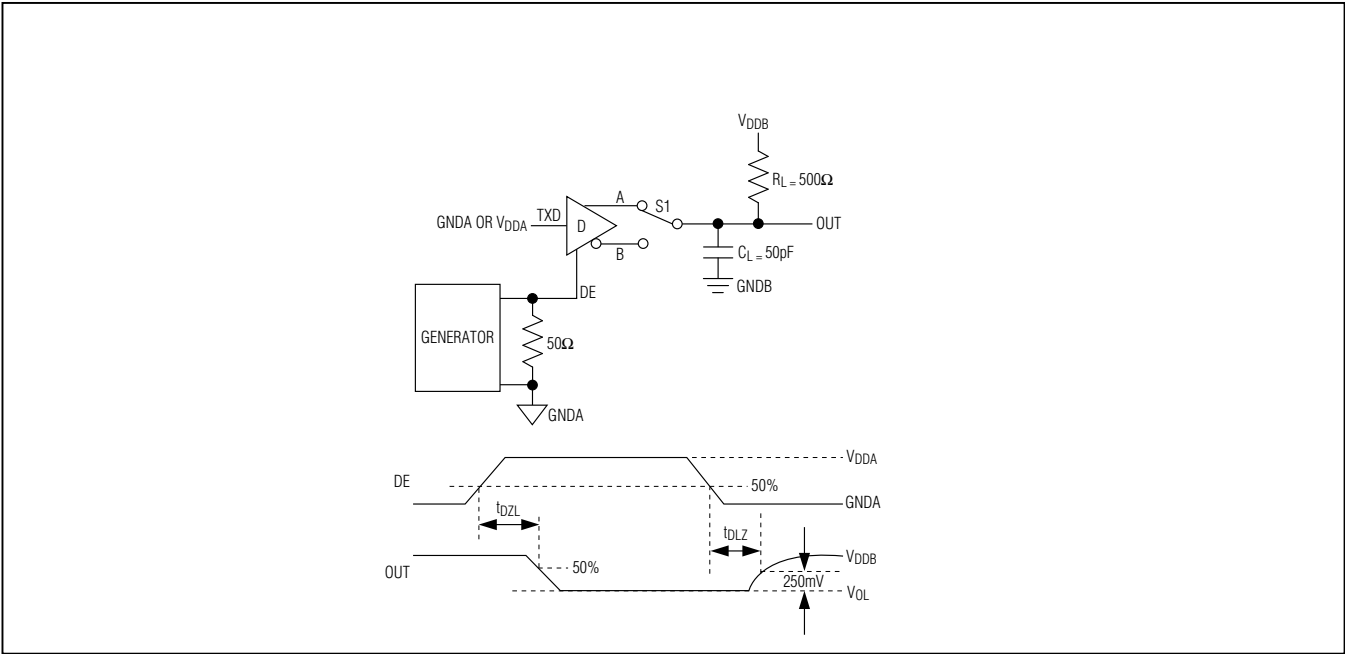 VDDB
RL = 500Ω
A
S1
GNDA OR VDDA
TXD
D
OUT
B
CL = 50pF
GNDB
DE
GENERATOR
50Ω
GNDA
VDDA
DE
50%
GNDA
tDZL
tDLZ
VDDB
OUT
50%
250mV
VOL